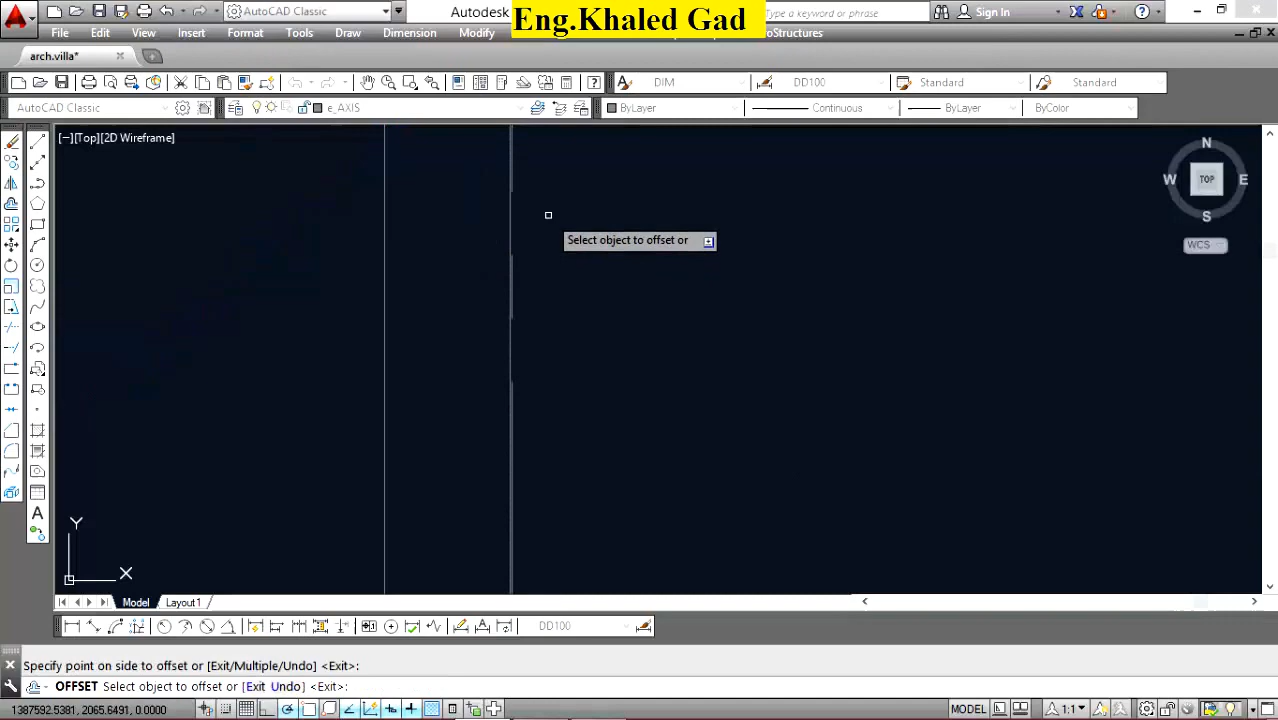 AutoCAD Classic
Autodesk
Eng.Khaled Gad
Type a keyword or phrase
Sign In
File Edit View Insert Format Tools Draw Dimension Modify
arch.villa*
DIM DD100 Standard Standard
AutoCAD Classic e_AXIS ByLayer Continuous ByLayer ByColor
[−][Top][2D Wireframe]
N
W TOP E
S
WCS
Select object to offset or
Y
X
A
Model Layout1
DD100
Specify point on side to offset or [Exit/Multiple/Undo] <Exit>:
OFFSET Select object to offset or [Exit Undo] <Exit>:
1387592.5381, 2065.6491, 0.0000 MODEL 1:1